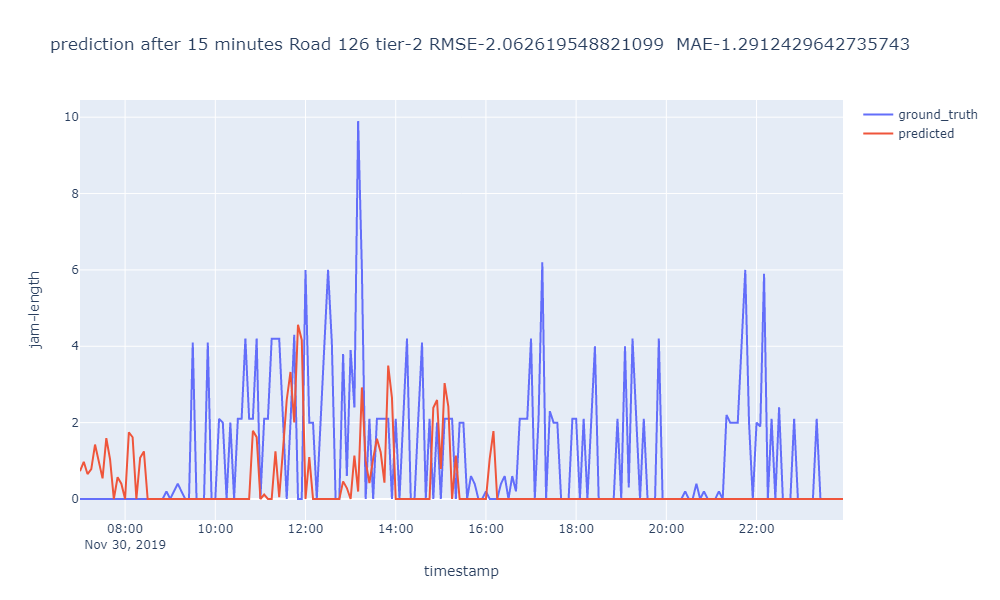 prediction after 15 minutes Road 126 tier-2 RMSE-2.062619548821099 MAE-1.2912429642735743
ground_truth
predicted
10
8
6
4
2
0
jam-length
08:00 10:00 12:00 14:00 16:00 18:00 20:00 22:00
Nov 30, 2019
timestamp